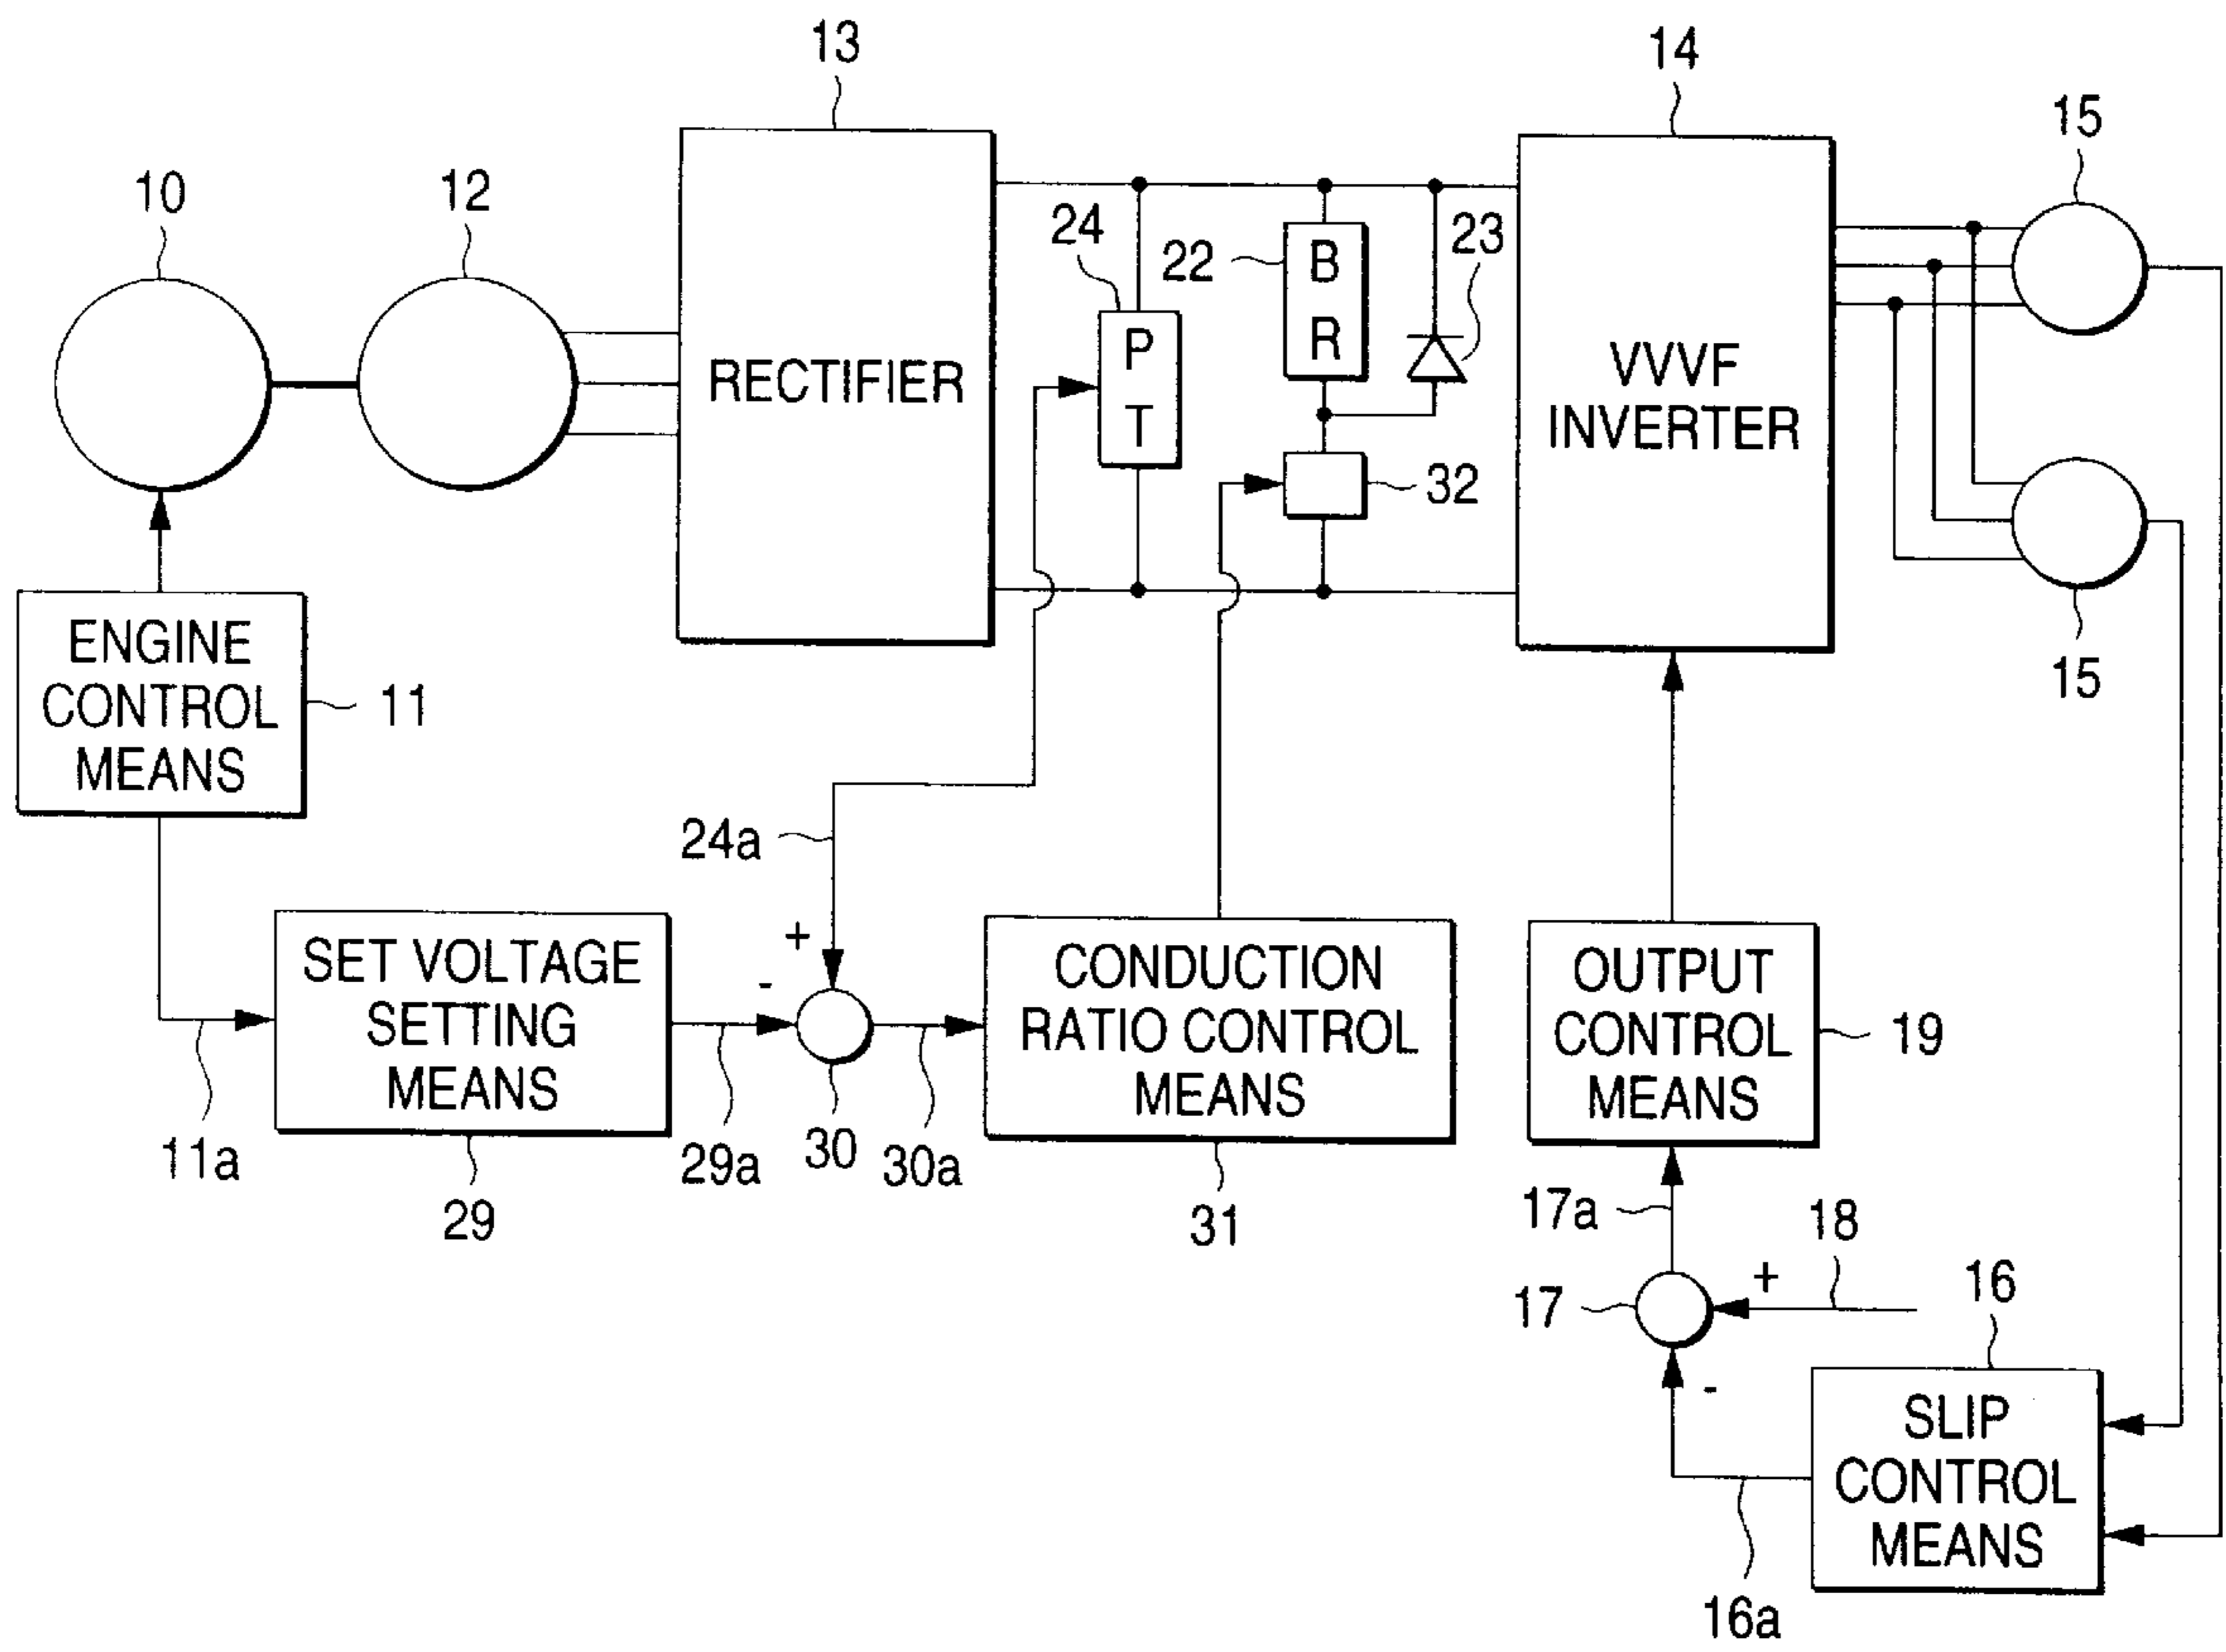 13
14
15
10
12
24
22
B
R
23
P
T
RECTIFIER
VVVF
INVERTER
32
15
ENGINE
CONTROL
MEANS
11
24a
+
-
SET VOLTAGE
SETTING
MEANS
CONDUCTION
RATIO CONTROL
MEANS
OUTPUT
CONTROL
MEANS
19
11a
29
29a
30
30a
31
17a
18
17
+
-
16
SLIP
CONTROL
MEANS
16a